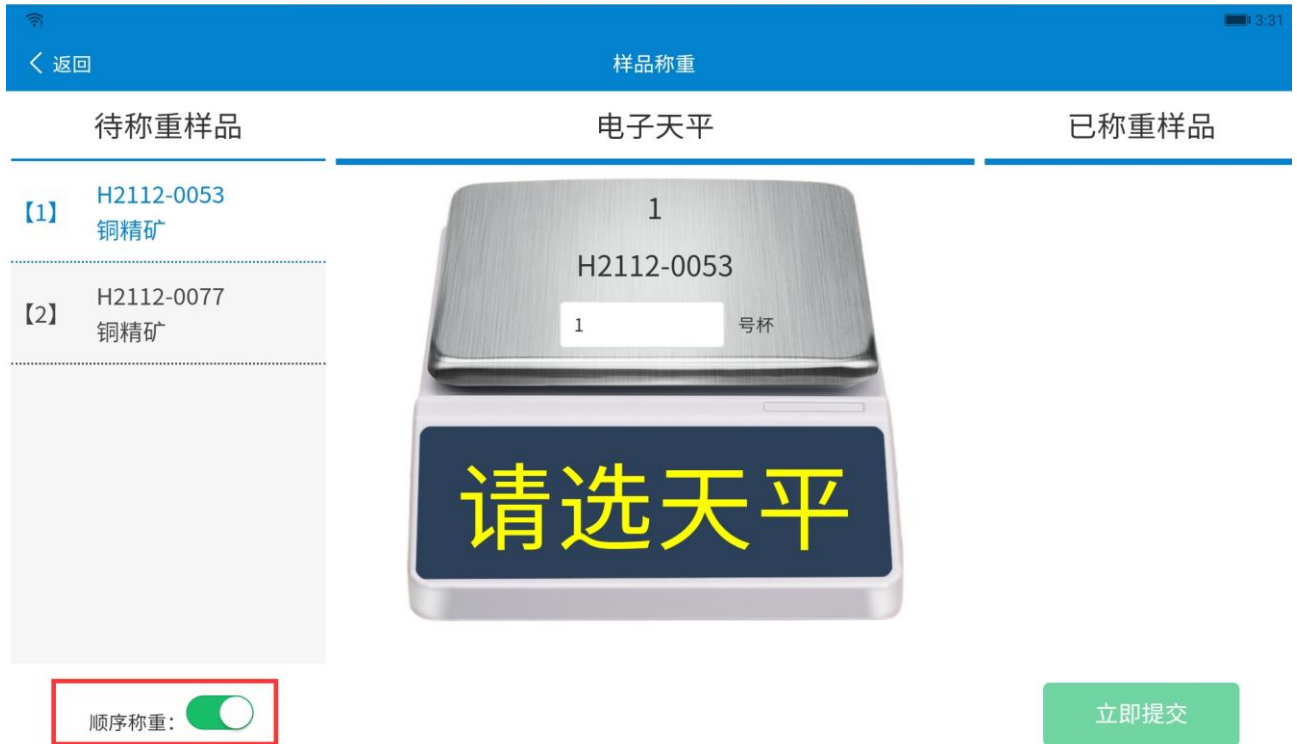 3:31
返回
样品称重
待称重样品
电子天平
已称重样品
【1】
H2112-0053
铜精矿
【2】
H2112-0077
铜精矿
1
H2112-0053
1 号杯
请选天平
顺序称重：
立即提交